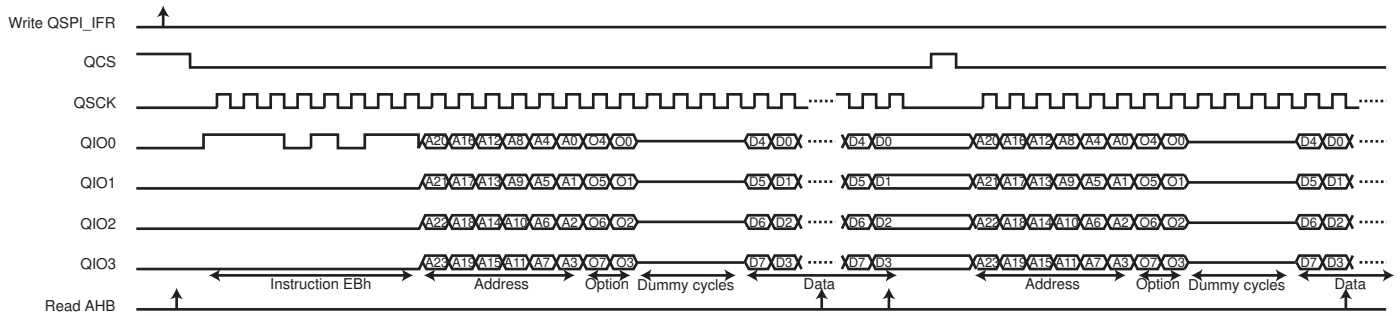 Write QSPI_IFR
QCS
QSCK
QIO0 A20 A16 A12 A8 A4 A0 O4 O0 D4 D0 D4 D0 A20 A16 A12 A8 A4 A0 O4 O0 D4 D0
QIO1 A21 A17 A13 A9 A5 A1 O5 O1 D5 D1 D5 D1 A21 A17 A13 A9 A5 A1 O5 O1 D5 D1
QIO2 A22 A18 A14 A10 A6 A2 O6 O2 D6 D2 D6 D2 A22 A18 A14 A10 A6 A2 O6 O2 D6 D2
QIO3 A23 A19 A15 A11 A7 A3 O7 O3 D7 D3 D7 D3 A23 A19 A15 A11 A7 A3 O7 O3 D7 D3
Instruction EBh Address Option Dummy cycles Data Address Option Dummy cycles Data
Read AHB